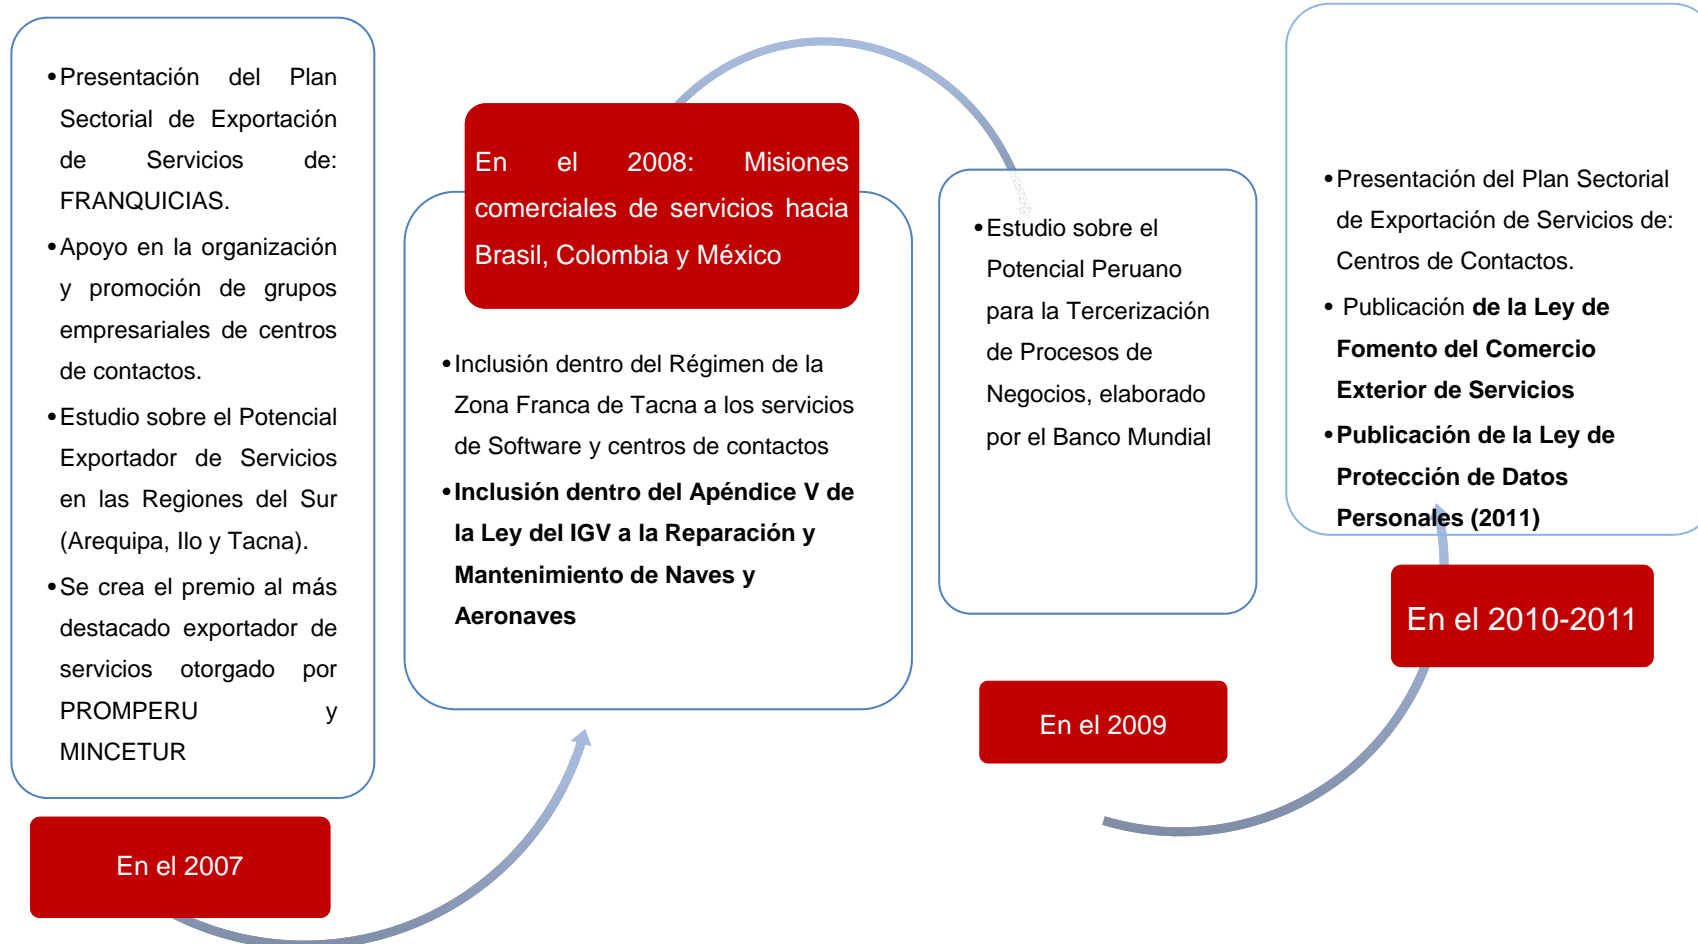 •Presentación del Plan
Sectorial de Exportación
de Servicios de:
FRANQUICIAS.
•Apoyo en la organización
y promoción de grupos
empresariales de centros
de contactos.
•Estudio sobre el Potencial
Exportador de Servicios
en las Regiones del Sur
(Arequipa, Ilo y Tacna).
•Se crea el premio al más
destacado exportador de
servicios otorgado por
PROMPERU y
MINCETUR
En el 2007
En el 2008: Misiones
comerciales de servicios hacia
Brasil, Colombia y México
•Inclusión dentro del Régimen de la
Zona Franca de Tacna a los servicios
de Software y centros de contactos
•Inclusión dentro del Apéndice V de
la Ley del IGV a la Reparación y
Mantenimiento de Naves y
Aeronaves
•Estudio sobre el
Potencial Peruano
para la Tercerización
de Procesos de
Negocios, elaborado
por el Banco Mundial
En el 2009
•Presentación del Plan Sectorial
de Exportación de Servicios de:
Centros de Contactos.
• Publicación de la Ley de
Fomento del Comercio
Exterior de Servicios
•Publicación de la Ley de
Protección de Datos
Personales (2011)
En el 2010-2011